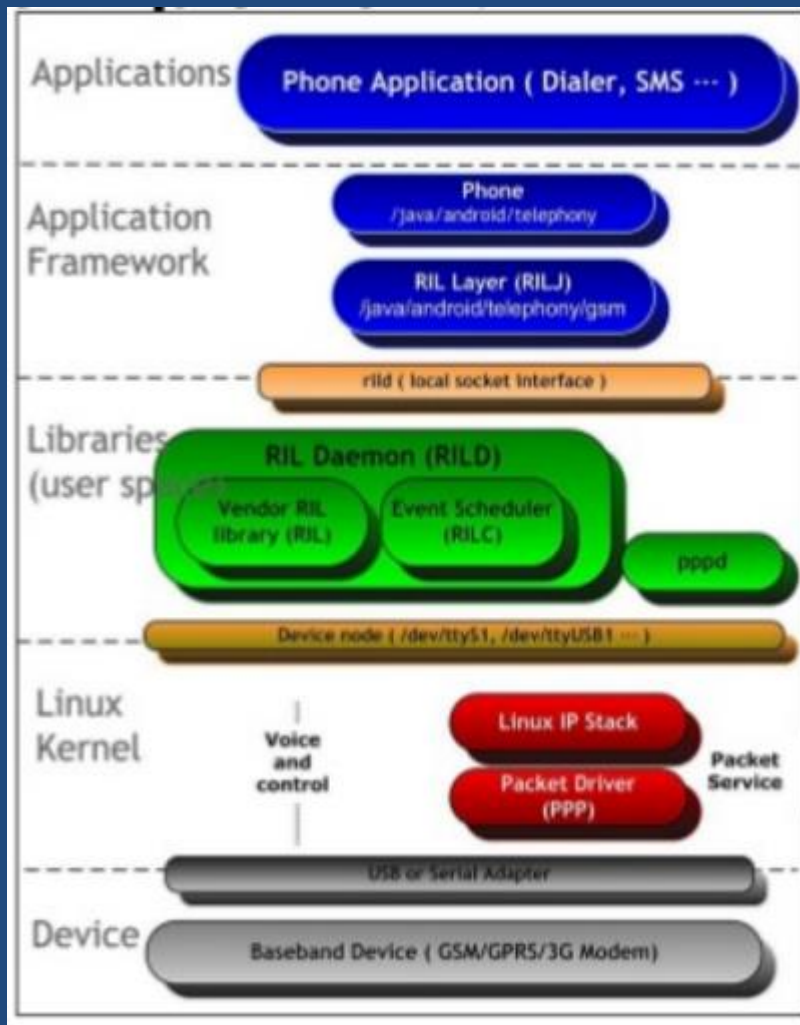 Applications
Phone Application ( Dialer, SMS ··· )
Application
Framework
Phone
/java/android/telephony
RIL Layer (RILJ)
/java/android/telephony/gsm
rild ( local socket interface )
Libraries
(user
RIL Daemon (RILD)
Vendor RIL
library (RIL)
Event Scheduler
(RILC)
pppd
Device node ( /dev/ttyS1, /dev/ttyUSB1 ··· )
Linux
Kernel
Voice
and
control
Linux IP Stack
Packet Driver
(PPP)
Packet
Service
USB or Serial Adapter
Device
Baseband Device ( GSM/GPRS/3G Modem)